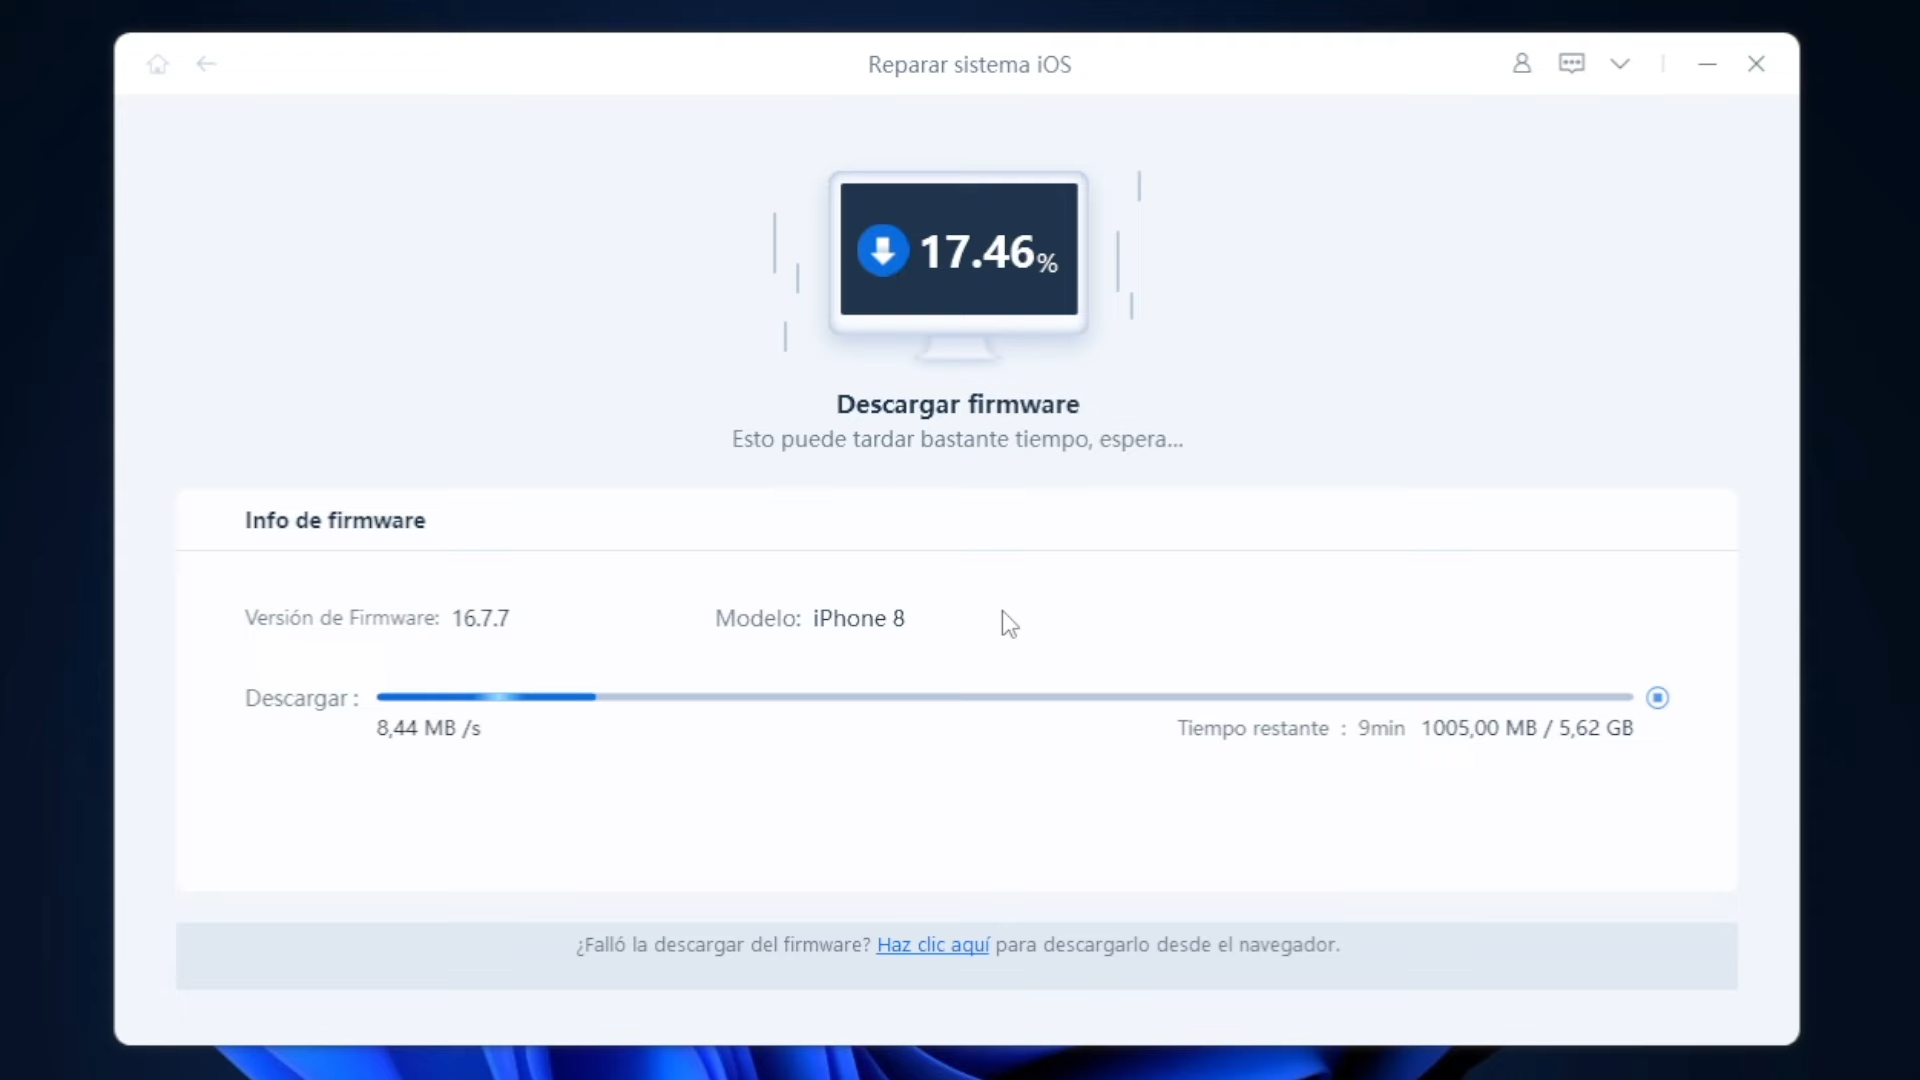 Reparar sistema iOS
17.46%
Descargar firmware
Esto puede tardar bastante tiempo, espera...
Info de firmware
Versión de Firmware: 16.7.7 Modelo: iPhone 8
Descargar :
8,44 MB /s Tiempo restante : 9min 1005,00 MB / 5,62 GB
¿Falló la descargar del firmware? Haz clic aquí para descargarlo desde el navegador.